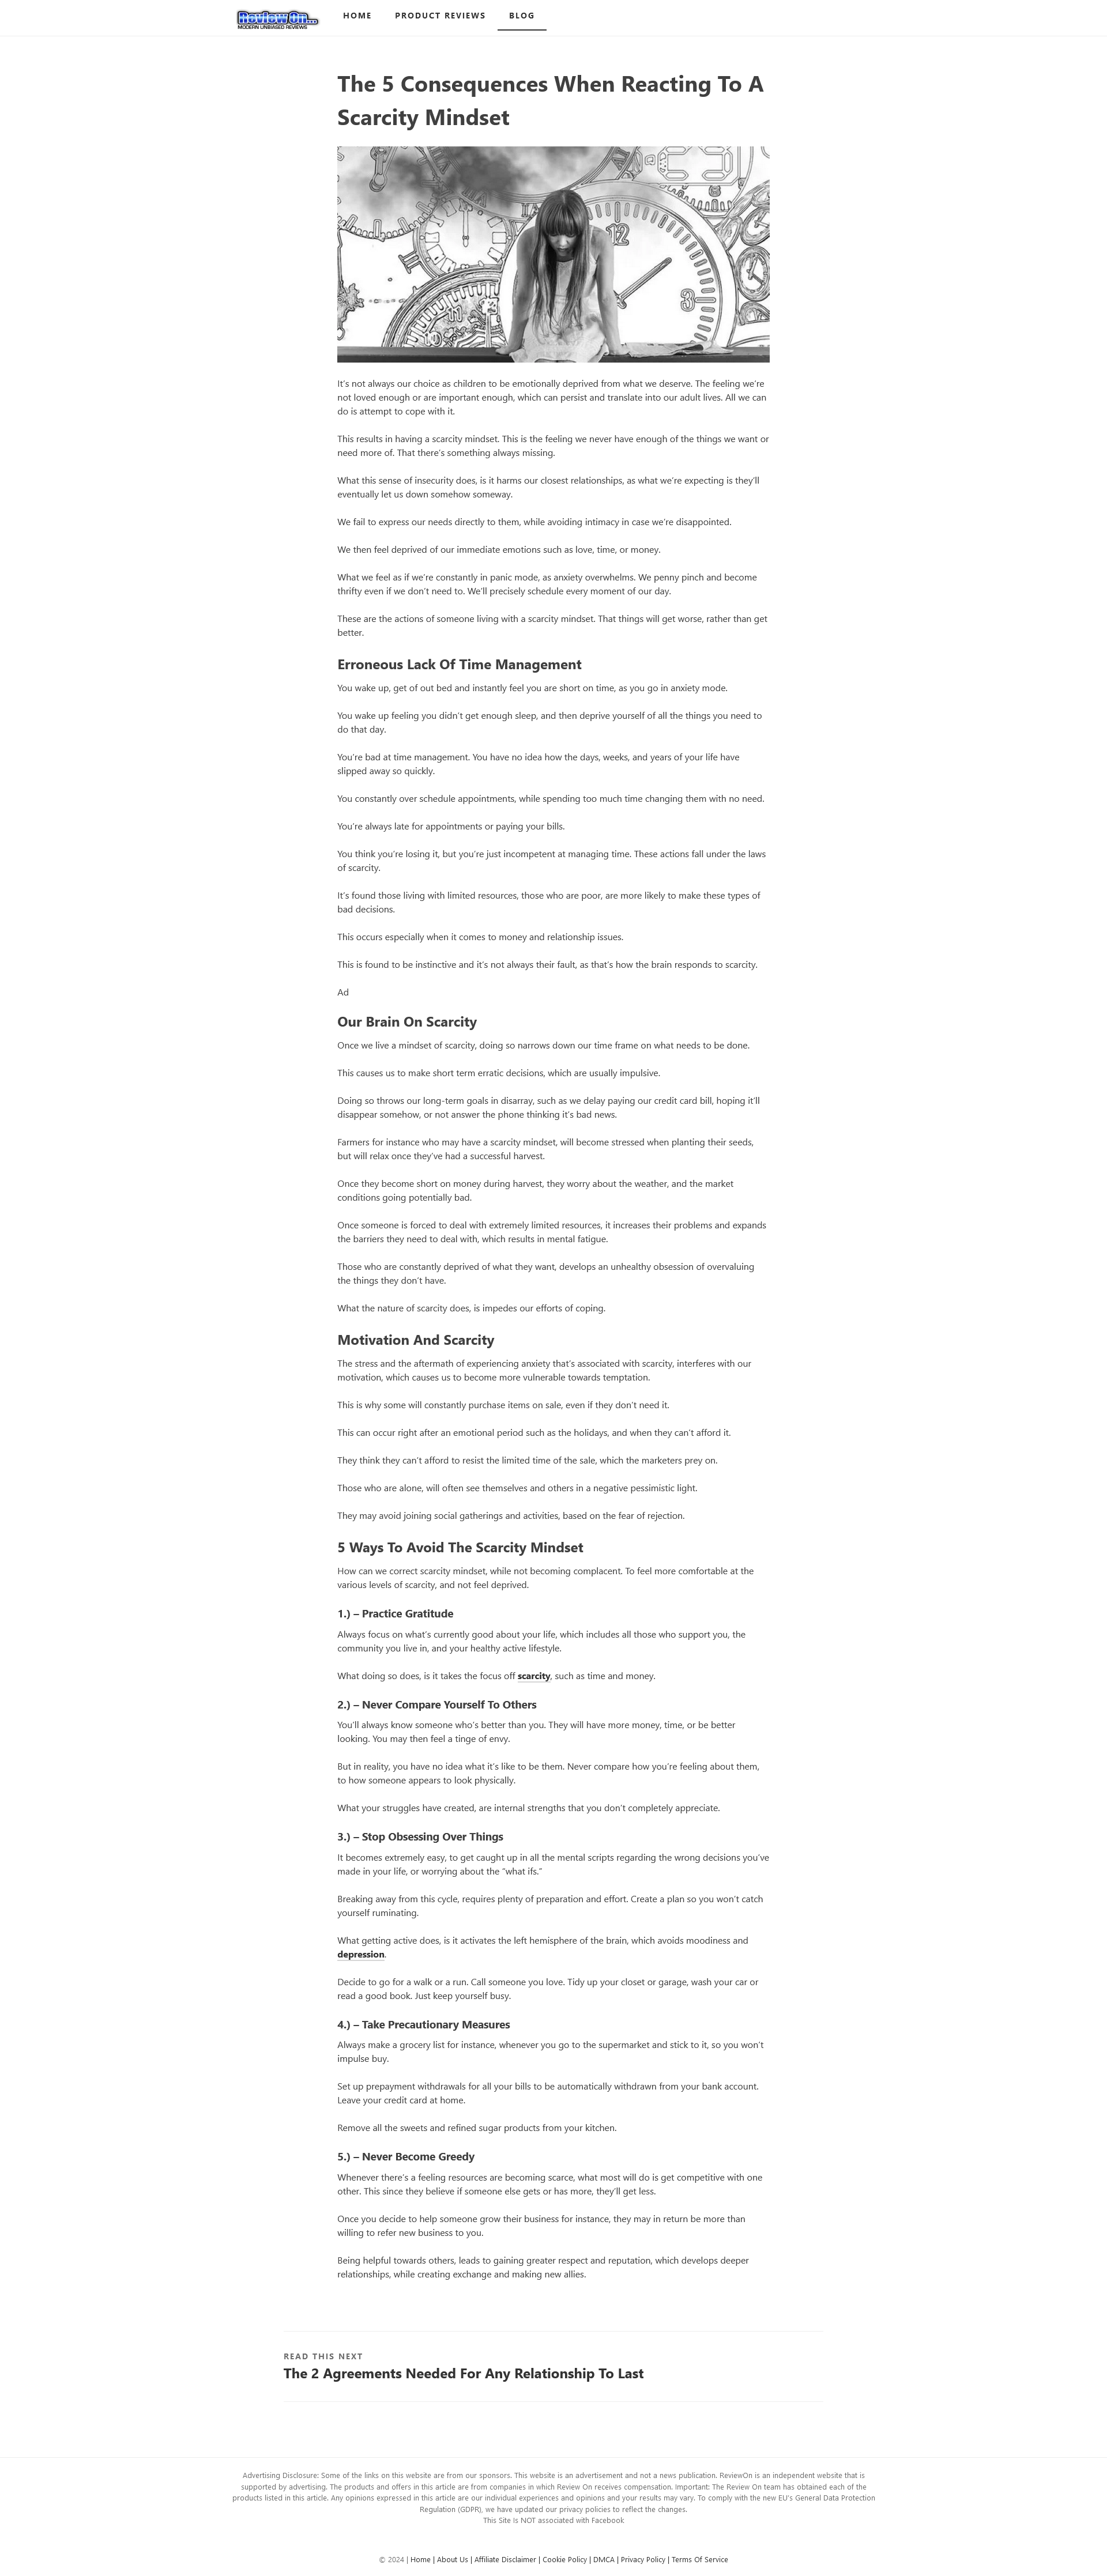 Review On...
MODERN UNBIASED REVIEWS
HOME
PRODUCT REVIEWS
BLOG
The 5 Consequences When Reacting To A
Scarcity Mindset
12
3
11
10
12
It's not always our choice as children to be emotionally deprived from what we deserve. The feeling we're
not loved enough or are important enough, which can persist and translate into our adult lives. All we can
do is attempt to cope with it.
This results in having a scarcity mindset. This is the feeling we never have enough of the things we want or
need more of. That there's something always missing.
What this sense of insecurity does, is it harms our closest relationships, as what we're expecting is they'll
eventually let us down somehow someway.
We fail to express our needs directly to them, while avoiding intimacy in case we're disappointed.
We then feel deprived of our immediate emotions such as love, time, or money.
What we feel as if we're constantly in panic mode, as anxiety overwhelms. We penny pinch and become
thrifty even if we don't need to. We'll precisely schedule every moment of our day.
These are the actions of someone living with a scarcity mindset. That things will get worse, rather than get
better.
Erroneous Lack Of Time Management
You wake up, get of out bed and instantly feel you are short on time, as you go in anxiety mode.
You wake up feeling you didn't get enough sleep, and then deprive yourself of all the things you need to
do that day.
You're bad at time management. You have no idea how the days, weeks, and years of your life have
slipped away so quickly.
You constantly over schedule appointments, while spending too much time changing them with no need.
You're always late for appointments or paying your bills.
You think you're losing it, but you're just incompetent at managing time. These actions fall under the laws
of scarcity.
It's found those living with limited resources, those who are poor, are more likely to make these types of
bad decisions.
This occurs especially when it comes to money and relationship issues.
This is found to be instinctive and it's not always their fault, as that's how the brain responds to scarcity.
Ad
Our Brain On Scarcity
Once we live a mindset of scarcity, doing so narrows down our time frame on what needs to be done.
This causes us to make short term erratic decisions, which are usually impulsive.
Doing so throws our long-term goals in disarray, such as we delay paying our credit card bill, hoping it'll
disappear somehow, or not answer the phone thinking it's bad news.
Farmers for instance who may have a scarcity mindset, will become stressed when planting their seeds,
but will relax once they've had a successful harvest.
Once they become short on money during harvest, they worry about the weather, and the market
conditions going potentially bad.
Once someone is forced to deal with extremely limited resources, it increases their problems and expands
the barriers they need to deal with, which results in mental fatigue.
Those who are constantly deprived of what they want, develops an unhealthy obsession of overvaluing
the things they don't have.
What the nature of scarcity does, is impedes our efforts of coping.
Motivation And Scarcity
The stress and the aftermath of experiencing anxiety that's associated with scarcity, interferes with our
motivation, which causes us to become more vulnerable towards temptation.
This is why some will constantly purchase items on sale, even if they don't need it.
This can occur right after an emotional period such as the holidays, and when they can't afford it.
They think they can't afford to resist the limited time of the sale, which the marketers prey on.
Those who are alone, will often see themselves and others in a negative pessimistic light.
They may avoid joining social gatherings and activities, based on the fear of rejection.
5 Ways To Avoid The Scarcity Mindset
How can we correct scarcity mindset, while not becoming complacent. To feel more comfortable at the
various levels of scarcity, and not feel deprived.
1.) – Practice Gratitude
Always focus on what's currently good about your life, which includes all those who support you, the
community you live in, and your healthy active lifestyle.
What doing so does, is it takes the focus off scarcity, such as time and money.
2.) – Never Compare Yourself To Others
You'll always know someone who's better than you. They will have more money, time, or be better
looking. You may then feel a tinge of envy.
But in reality, you have no idea what it's like to be them. Never compare how you're feeling about them,
to how someone appears to look physically.
What your struggles have created, are internal strengths that you don't completely appreciate.
3.) – Stop Obsessing Over Things
It becomes extremely easy, to get caught up in all the mental scripts regarding the wrong decisions you've
made in your life, or worrying about the "what ifs."
Breaking away from this cycle, requires plenty of preparation and effort. Create a plan so you won't catch
yourself ruminating.
What getting active does, is it activates the left hemisphere of the brain, which avoids moodiness and
depression.
Decide to go for a walk or a run. Call someone you love. Tidy up your closet or garage, wash your car or
read a good book. Just keep yourself busy.
4.) – Take Precautionary Measures
Always make a grocery list for instance, whenever you go to the supermarket and stick to it, so you won't
impulse buy.
Set up prepayment withdrawals for all your bills to be automatically withdrawn from your bank account.
Leave your credit card at home.
Remove all the sweets and refined sugar products from your kitchen.
5.) – Never Become Greedy
Whenever there's a feeling resources are becoming scarce, what most will do is get competitive with one
other. This since they believe if someone else gets or has more, they'll get less.
Once you decide to help someone grow their business for instance, they may in return be more than
willing to refer new business to you.
Being helpful towards others, leads to gaining greater respect and reputation, which develops deeper
relationships, while creating exchange and making new allies.
READ THIS NEXT
The 2 Agreements Needed For Any Relationship To Last
Advertising Disclosure: Some of the links on this website are from our sponsors. This website is an advertisement and not a news publication. ReviewOn is an independent website that is
supported by advertising. The products and offers in this article are from companies in which Review On receives compensation. Important: The Review On team has obtained each of the
products listed in this article. Any opinions expressed in this article are our individual experiences and opinions and your results may vary. To comply with the new EU's General Data Protection
Regulation (GDPR), we have updated our privacy policies to reflect the changes.
This Site Is NOT associated with Facebook
© 2024 | Home | About Us | Affiliate Disclaimer | Cookie Policy | DMCA | Privacy Policy | Terms Of Service